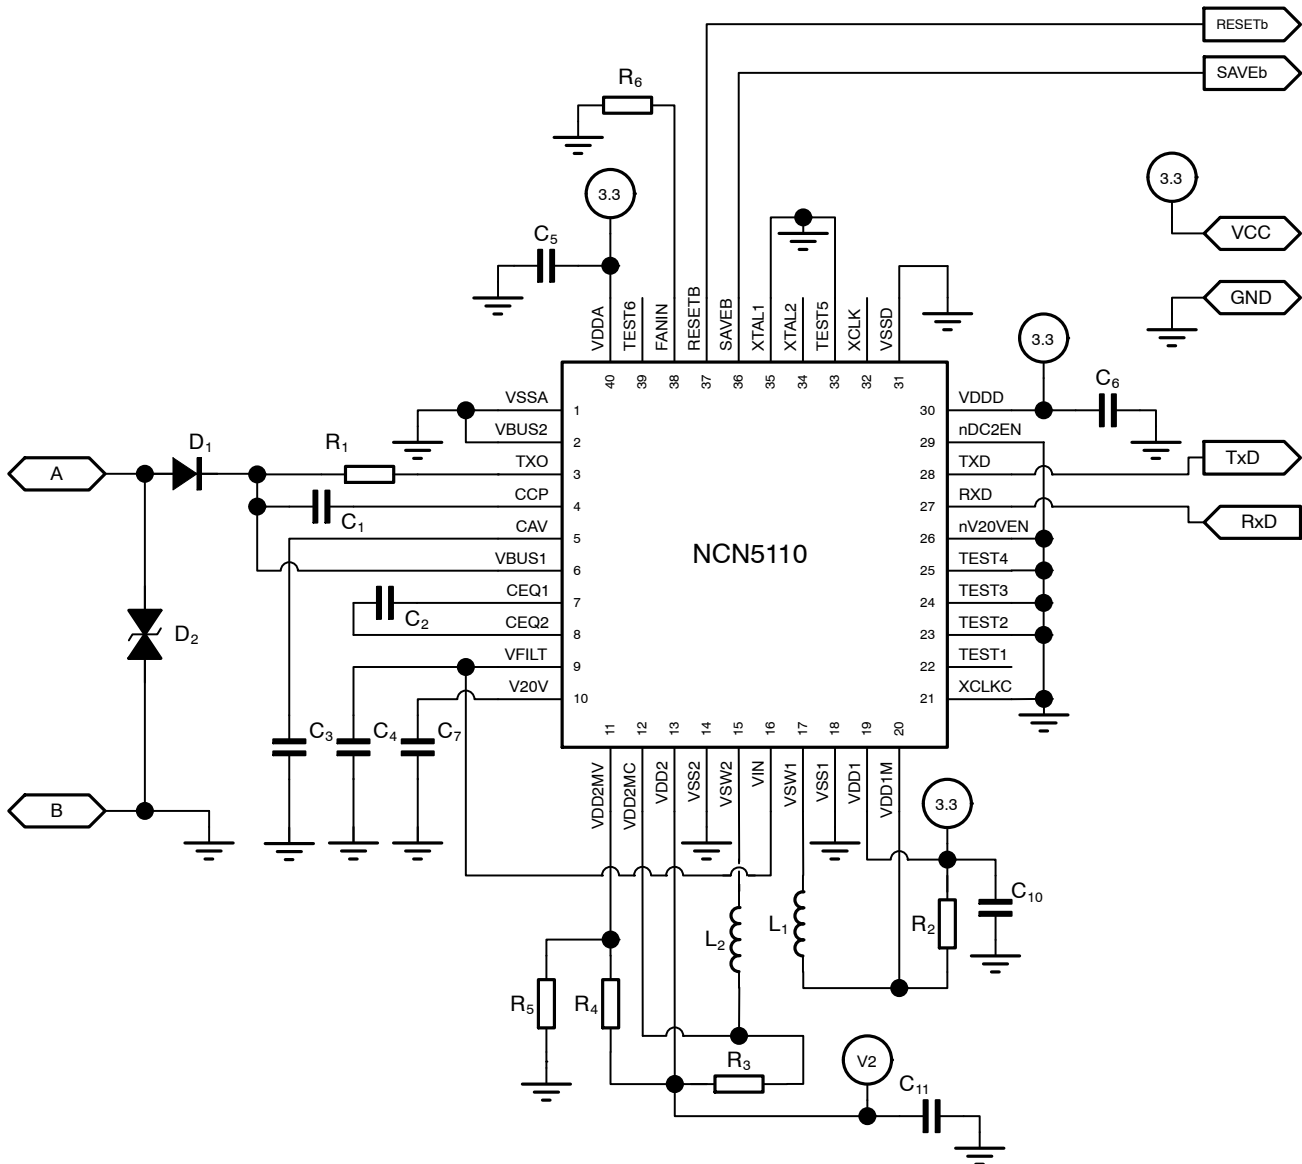 RESETb
R6
SAVEb
3.3
3.3
C5
VCC
GND
VDDA
TEST6
FANIN
RESETB
SAVEB
XTAL1
XTAL2
TEST5
XCLK
VSSD
3.3
C6
40
39
38
37
36
35
34
33
32
31
VSSA
1
30
VDDD
VBUS2
2
29
nDC2EN
D1
R1
A
TXO
3
28
TXD
TxD
CCP
4
27
RXD
RxD
C1
CAV
5
26
nV20VEN
NCN5110
VBUS1
6
25
TEST4
CEQ1
7
24
TEST3
C2
CEQ2
8
23
TEST2
D2
VFILT
9
22
TEST1
V20V
10
21
XCLKC
11
12
13
14
15
16
17
18
19
20
C3
C4
C7
VDD2MV
VDD2MC
VDD2
VSS2
VSW2
VIN
VSW1
VSS1
VDD1
VDD1M
B
3.3
C10
L2
L1
R2
R5
R4
R3
V2
C11